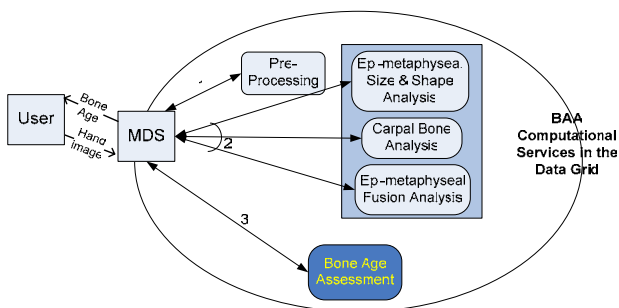 Pre-
Processing
Ep-metaphysea.
Size & Shape
Analysis
User
Bone
Age
Hand
image
MDS
2
Carpal Bone
Analysis
Ep-metaphyseal
Fusion Analysis
BAA
Computational
Services in the
Data Grid
3
Bone Age
Assessment